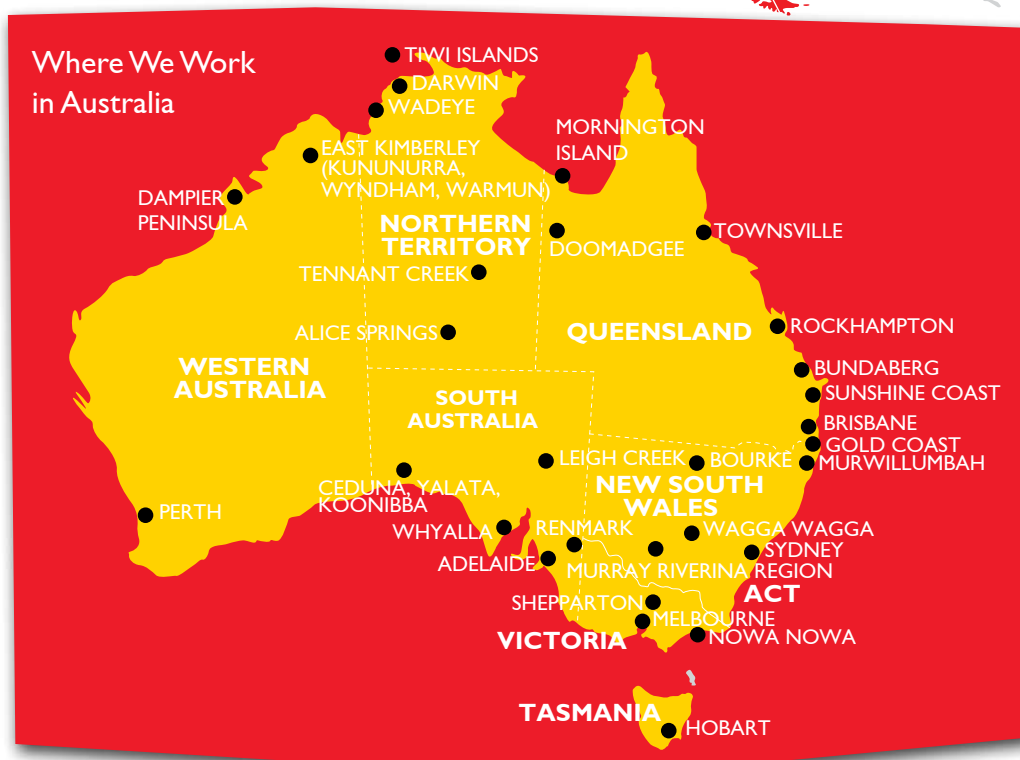 Where We Work
in Australia
TIWI ISLANDS
DARWIN
WADEYE
MORNINGTON
ISLAND
EAST KIMBERLEY
(KUNUNURRA,
WYNDHAM, WARMUN)
DAMPIER
PENINSULA
NORTHERN
TERRITORY
DOOMADGEE
TOWNSVILLE
TENNANT CREEK
ALICE SPRINGS
QUEENSLAND
ROCKHAMPTON
WESTERN
AUSTRALIA
BUNDABERG
SUNSHINE COAST
SOUTH
AUSTRALIA
BRISBANE
GOLD COAST
MURWILLUMBAH
LEIGH CREEK
BOURKE
CEDUNA, YALATA,
KOONIBBA
NEW SOUTH
WALES
PERTH
WHYALLA
RENMARK
WAGGA WAGGA
SYDNEY
ADELAIDE
MURRAY RIVERINA REGION
ACT
SHEPPARTON
MELBOURNE
VICTORIA
NOWA NOWA
TASMANIA
HOBART